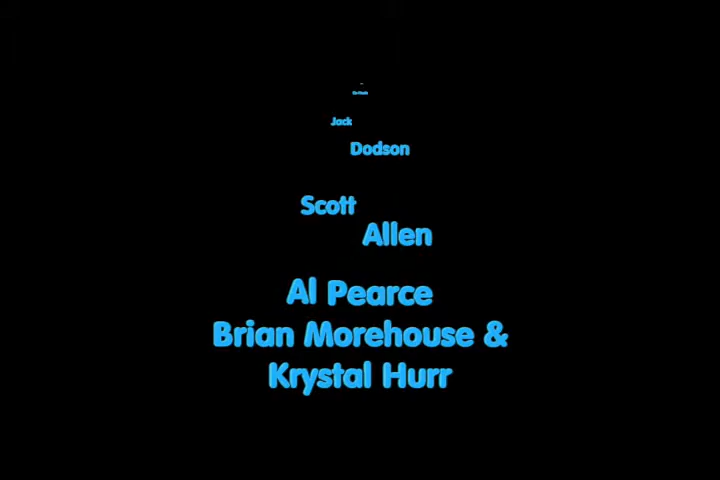 Jack
Dodson
Scott
Allen
Al Pearce
Brian Morehouse &
Krystal Hurr